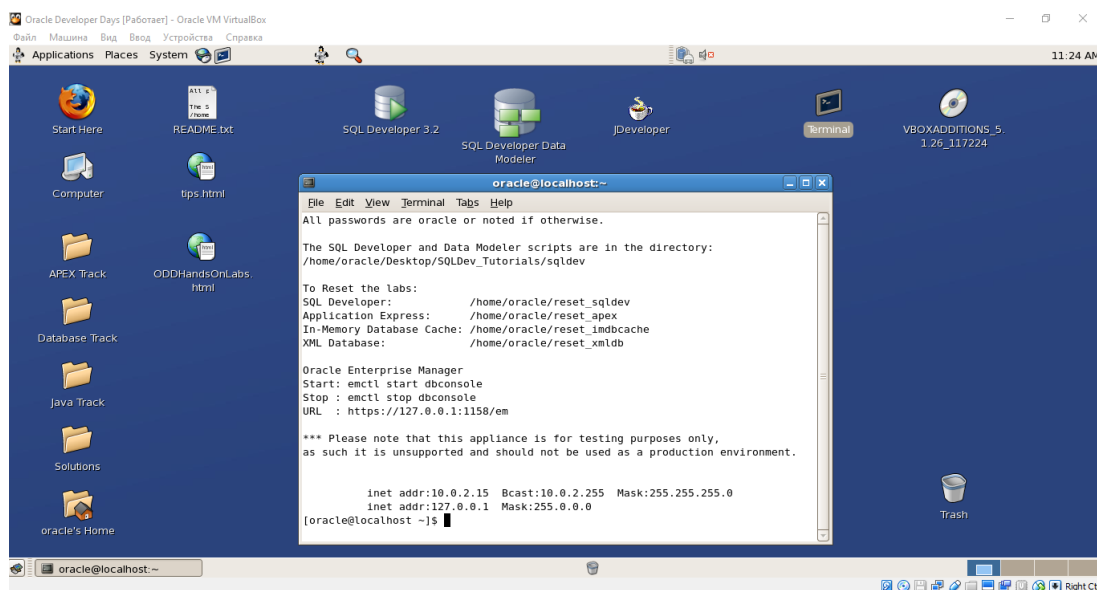 Oracle Developer Days [Работает] - Oracle VM VirtualBox
Файл Машина Вид Ввод Устройства Справка
Applications Places System
11:24 AM
Start Here
README.txt
SQL Developer 3.2
SQL Developer Data
Modeler
JDeveloper
Terminal
VBOXADDITIONS_5.
1.26_117224
Computer
tips.html
APEX Track
ODDHandsOnLabs.
html
Database Track
Java Track
Solutions
oracle's Home
Trash
oracle@localhost:~
File Edit View Terminal Tabs Help
All passwords are oracle or noted if otherwise.
The SQL Developer and Data Modeler scripts are in the directory:
/home/oracle/Desktop/SQLDev_Tutorials/sqldev
To Reset the labs:
SQL Developer: /home/oracle/reset_sqldev
Application Express: /home/oracle/reset_apex
In-Memory Database Cache: /home/oracle/reset_imdbcache
XML Database: /home/oracle/reset_xmldb
Oracle Enterprise Manager
Start: emctl start dbconsole
Stop : emctl stop dbconsole
URL : https://127.0.0.1:1158/em
*** Please note that this appliance is for testing purposes only,
as such it is unsupported and should not be used as a production environment.
inet addr:10.0.2.15 Bcast:10.0.2.255 Mask:255.255.255.0
inet addr:127.0.0.1 Mask:255.0.0.0
[oracle@localhost ~]$
oracle@localhost:~
Right Ct